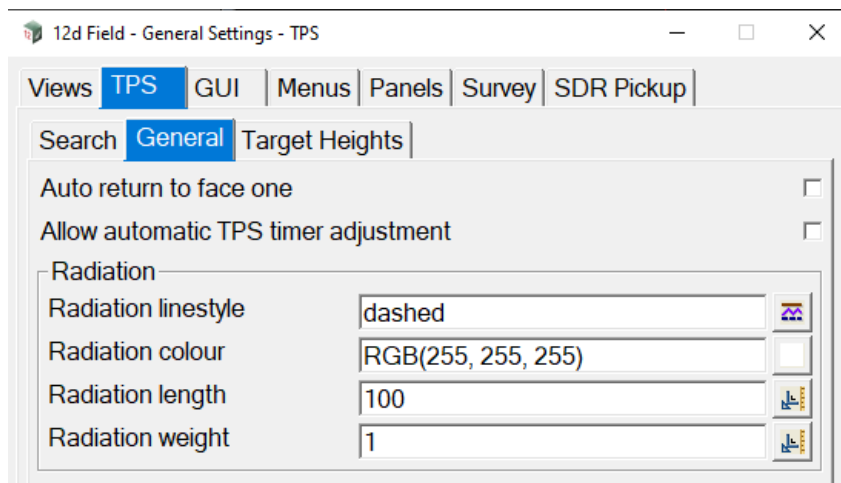 12d Field - General Settings - TPS
Views TPS GUI Menus Panels Survey SDR Pickup
Search General Target Heights
Auto return to face one
Allow automatic TPS timer adjustment
Radiation
Radiation linestyle dashed
Radiation colour RGB(255, 255, 255)
Radiation length 100
Radiation weight 1